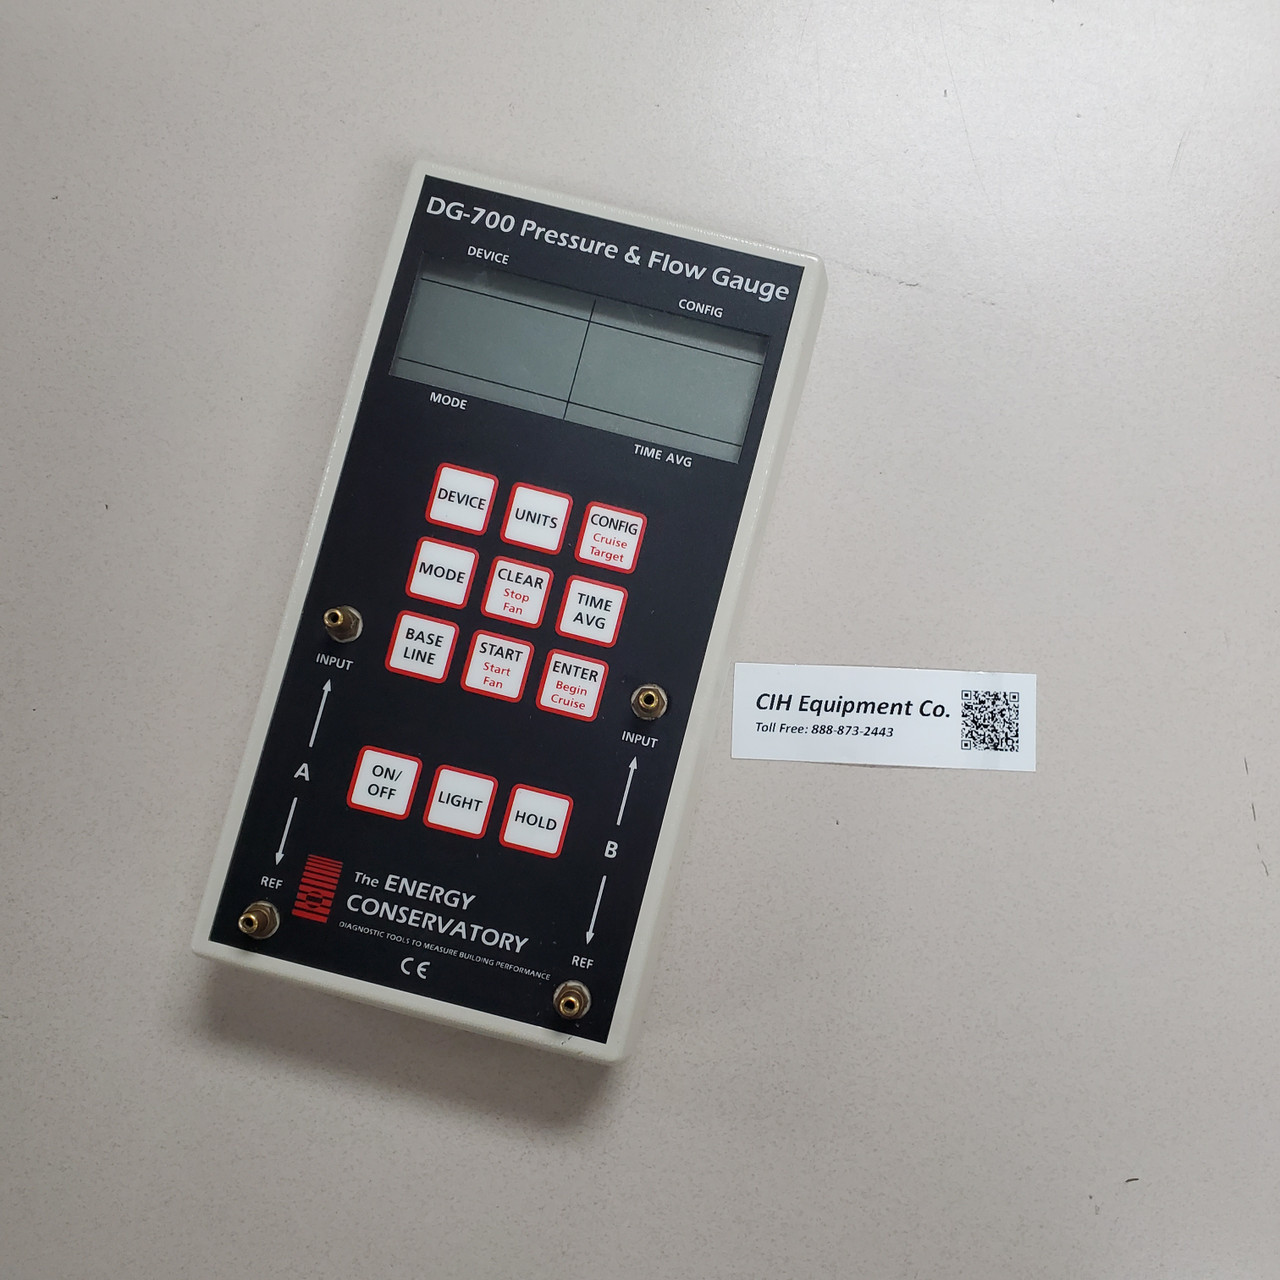 DG-700 Pressure & Flow Gauge
DEVICE
CONFIG
MODE
TIME AVG
DEVICE
UNITS
CONFIG
Cruise
Target
MODE
CLEAR
Stop
Fan
TIME
AVG
BASE
LINE
START
Start
Fan
ENTER
Begin
Cruise
INPUT
A
REF
INPUT
B
REF
ON/
OFF
LIGHT
HOLD
The ENERGY
CONSERVATORY
DIAGNOSTIC TOOLS TO MEASURE BUILDING PERFORMANCE
CE
CIH Equipment Co.
Toll Free: 888-873-2443